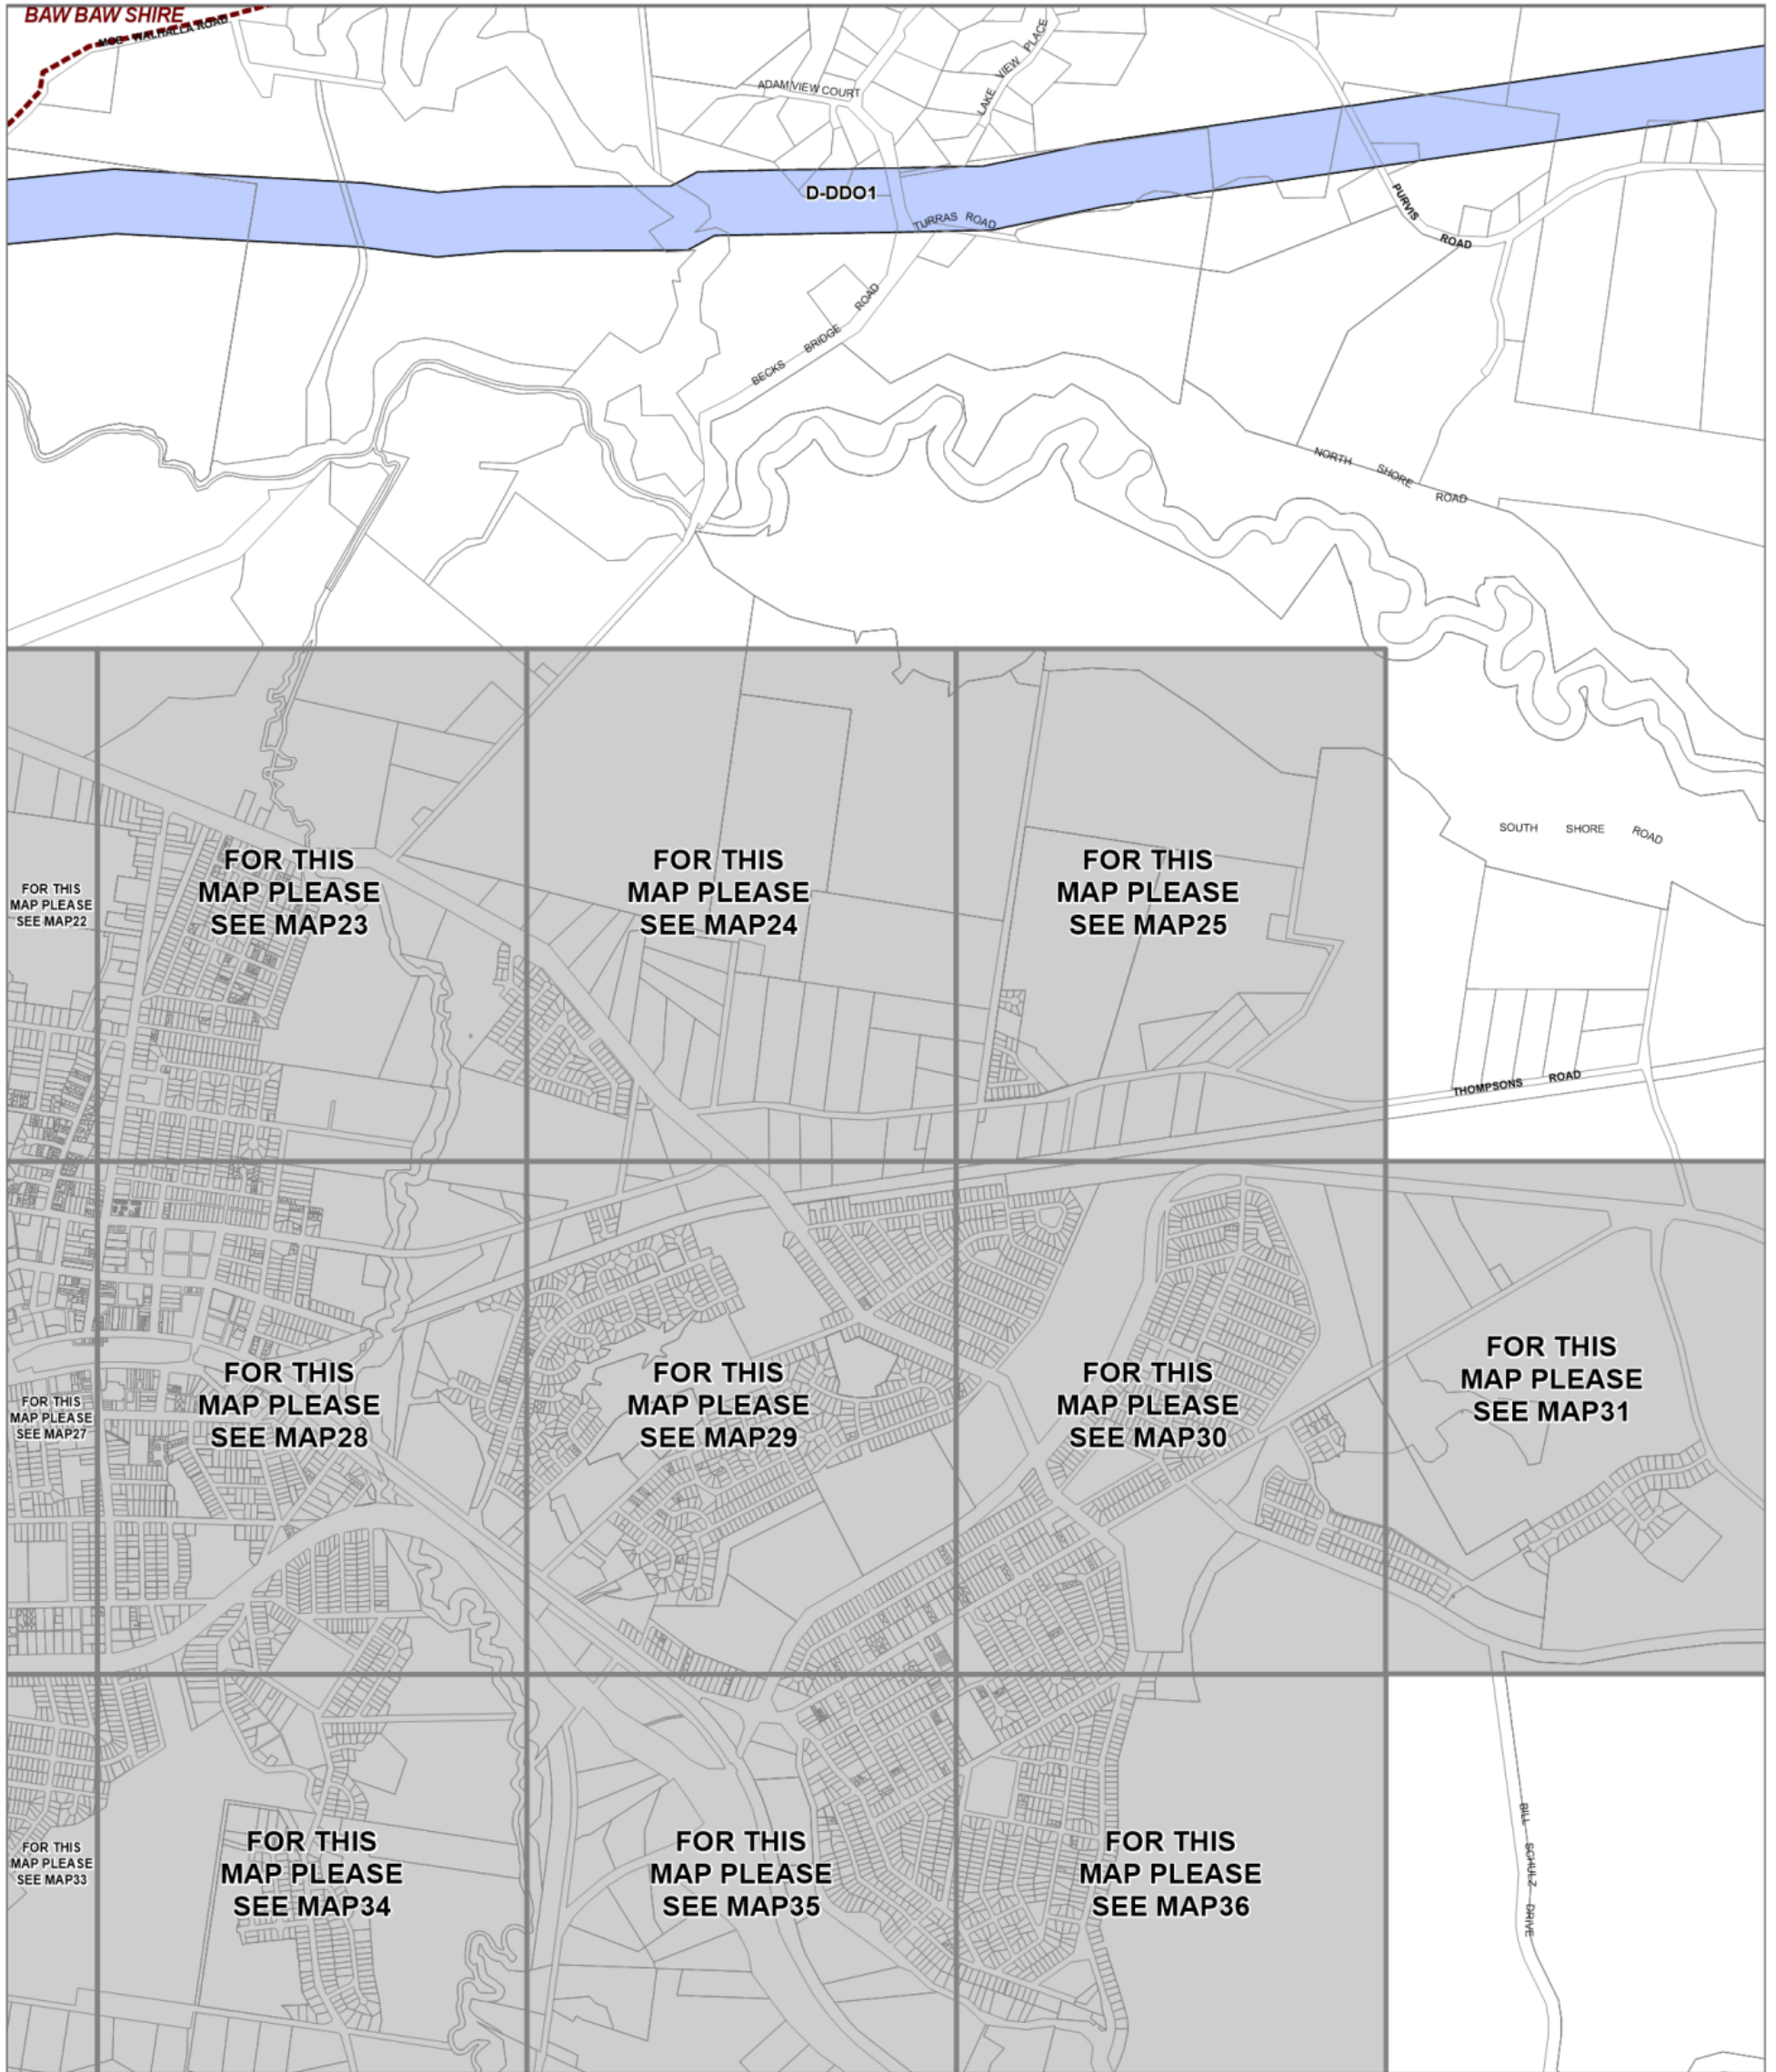 BAW BAW SHIRE
MOE WALHALLA ROAD
ADAM VIEW COURT
LAKE VIEW PLACE
D-DDO1
TURRAS ROAD
PURVIS ROAD
BECKS BRIDGE ROAD
NORTH SHORE ROAD
SOUTH SHORE ROAD
FOR THIS
MAP PLEASE
SEE MAP22
FOR THIS
MAP PLEASE
SEE MAP23
FOR THIS
MAP PLEASE
SEE MAP24
FOR THIS
MAP PLEASE
SEE MAP25
THOMPSONS ROAD
FOR THIS
MAP PLEASE
SEE MAP27
FOR THIS
MAP PLEASE
SEE MAP28
FOR THIS
MAP PLEASE
SEE MAP29
FOR THIS
MAP PLEASE
SEE MAP30
FOR THIS
MAP PLEASE
SEE MAP31
FOR THIS
MAP PLEASE
SEE MAP33
FOR THIS
MAP PLEASE
SEE MAP34
FOR THIS
MAP PLEASE
SEE MAP35
FOR THIS
MAP PLEASE
SEE MAP36
BILL SCHULZ DRIVE